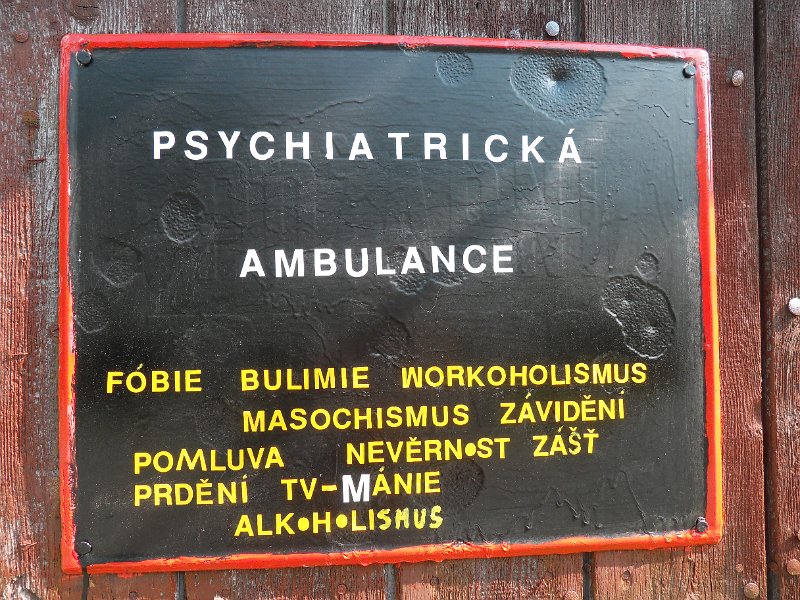 PSYCHIATRICKÁ
AMBULANCE
FÓBIE BULIMIE WORKOHOLISMUS
MASOCHISMUS ZÁVIDĚNÍ
POMLUVA NEVĚRNOST ZÁŠŤ
PRDĚNÍ TV-MÁNIE
ALKOHOLISMUS